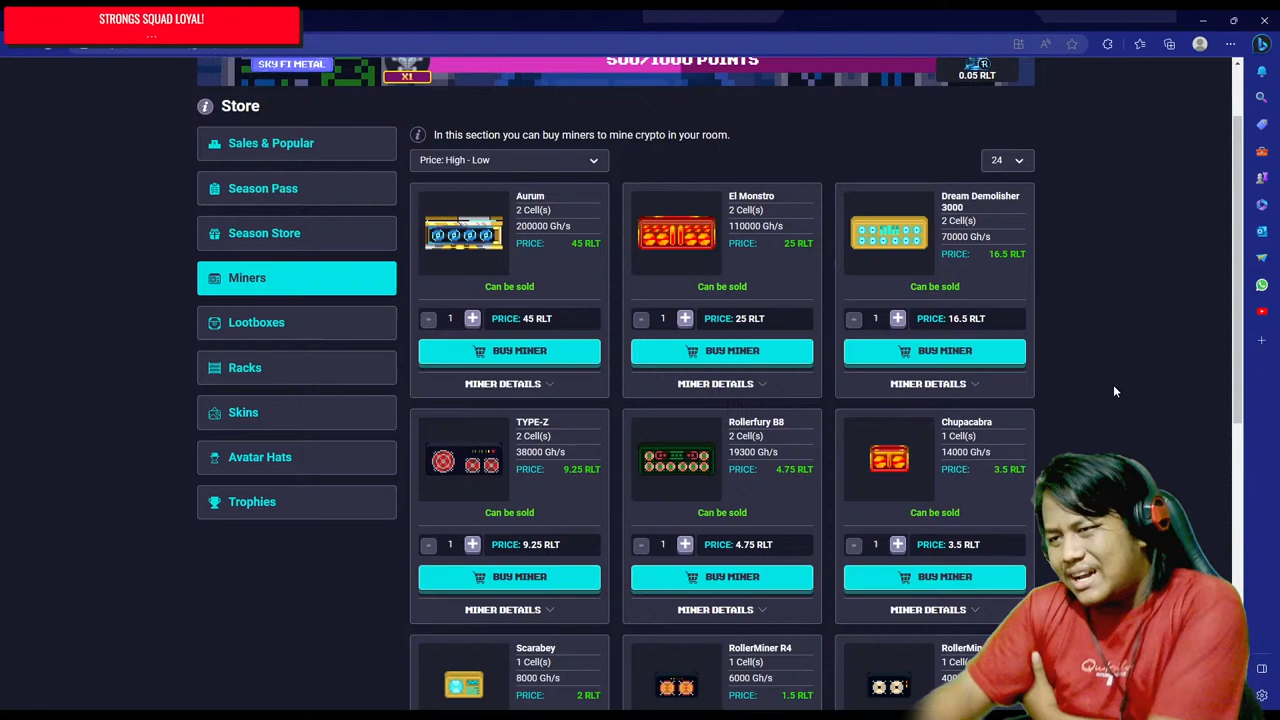 STRONGS SQUAD LOYAL!
...
SKY FI METAL
X1
500/1000 POINTS
0.05 RLT
Store
Sales & Popular
Season Pass
Season Store
Miners
Lootboxes
Racks
Skins
Avatar Hats
Trophies
In this section you can buy miners to mine crypto in your room.
Price: High - Low
24
Aurum
2 Cell(s)
200000 Gh/s
PRICE: 45 RLT
Can be sold
- 1 + PRICE: 45 RLT
BUY MINER
MINER DETAILS
El Monstro
2 Cell(s)
110000 Gh/s
PRICE: 25 RLT
Can be sold
- 1 + PRICE: 25 RLT
BUY MINER
MINER DETAILS
Dream Demolisher
3000
2 Cell(s)
70000 Gh/s
PRICE: 16.5 RLT
Can be sold
- 1 + PRICE: 16.5 RLT
BUY MINER
MINER DETAILS
TYPE-Z
2 Cell(s)
38000 Gh/s
PRICE: 9.25 RLT
Can be sold
- 1 + PRICE: 9.25 RLT
BUY MINER
MINER DETAILS
Rollerfury B8
2 Cell(s)
19300 Gh/s
PRICE: 4.75 RLT
Can be sold
- 1 + PRICE: 4.75 RLT
BUY MINER
MINER DETAILS
Chupacabra
1 Cell(s)
14000 Gh/s
PRICE: 3.5 RLT
Can be sold
- 1 + PRICE: 3.5 RLT
BUY MINER
MINER DETAILS
Scarabey
1 Cell(s)
8000 Gh/s
PRICE: 2 RLT
RollerMiner R4
1 Cell(s)
6000 Gh/s
PRICE: 1.5 RLT
1 Cell(s)
PRICE: